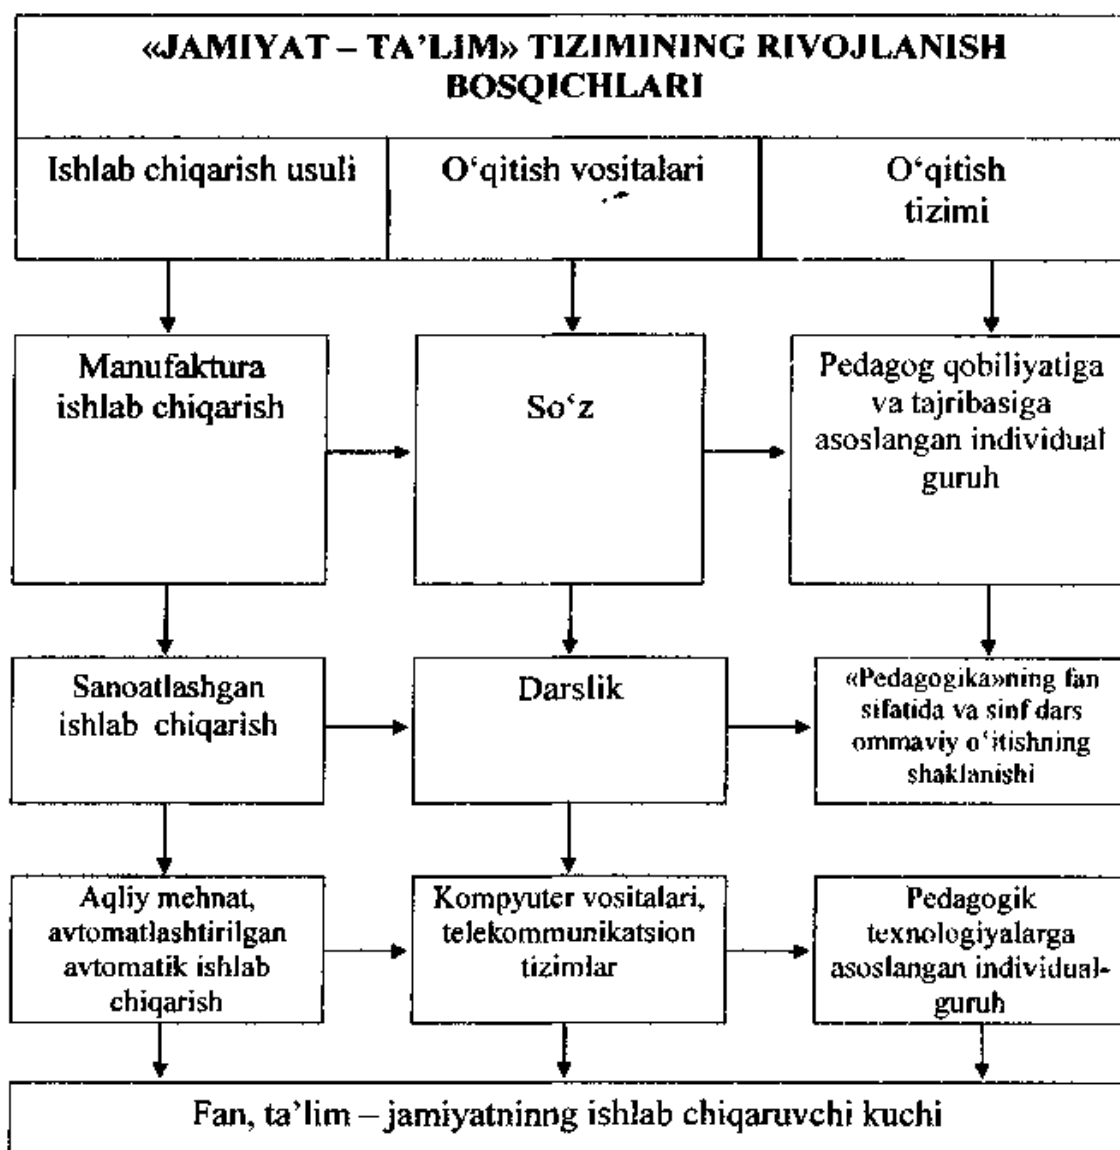 «JAMIYAT – TA’LIM» TIZIMINING RIVOJLANISH
BOSQICHLARI
Ishlab chiqarish usuli
O‘qitish vositalari
O‘qitish
tizimi
Manufaktura
ishlab chiqarish
So‘z
Pedagog qobiliyatiga
va tajribasiga
asoslangan individual
guruh
Sanoatlashgan
ishlab chiqarish
Darslik
«Pedagogika»ning fan
sifatida va sinf dars
ommaviy o‘itishning
shaklanishi
Aqliy mehnat,
avtomatlashtirilgan
avtomatik ishlab
chiqarish
Kompyuter vositalari,
telekommunikatsion
tizimlar
Pedagogik
texnologiyalarga
asoslangan individual-
guruh
Fan, ta’lim – jamiyatninng ishlab chiqaruvchi kuchi